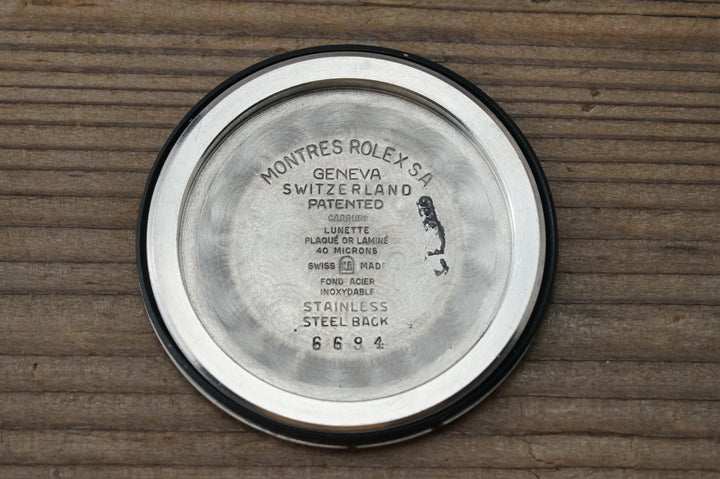 MONTRES ROLEX SA
GENEVA
SWITZERLAND
PATENTED
LUNETTE
PLAQUÉ OR LAMINÉ
40 MICRONS
SWISS MADE
FOND ACIER
INOXYDABLE
STAINLESS
STEEL BACK
6694